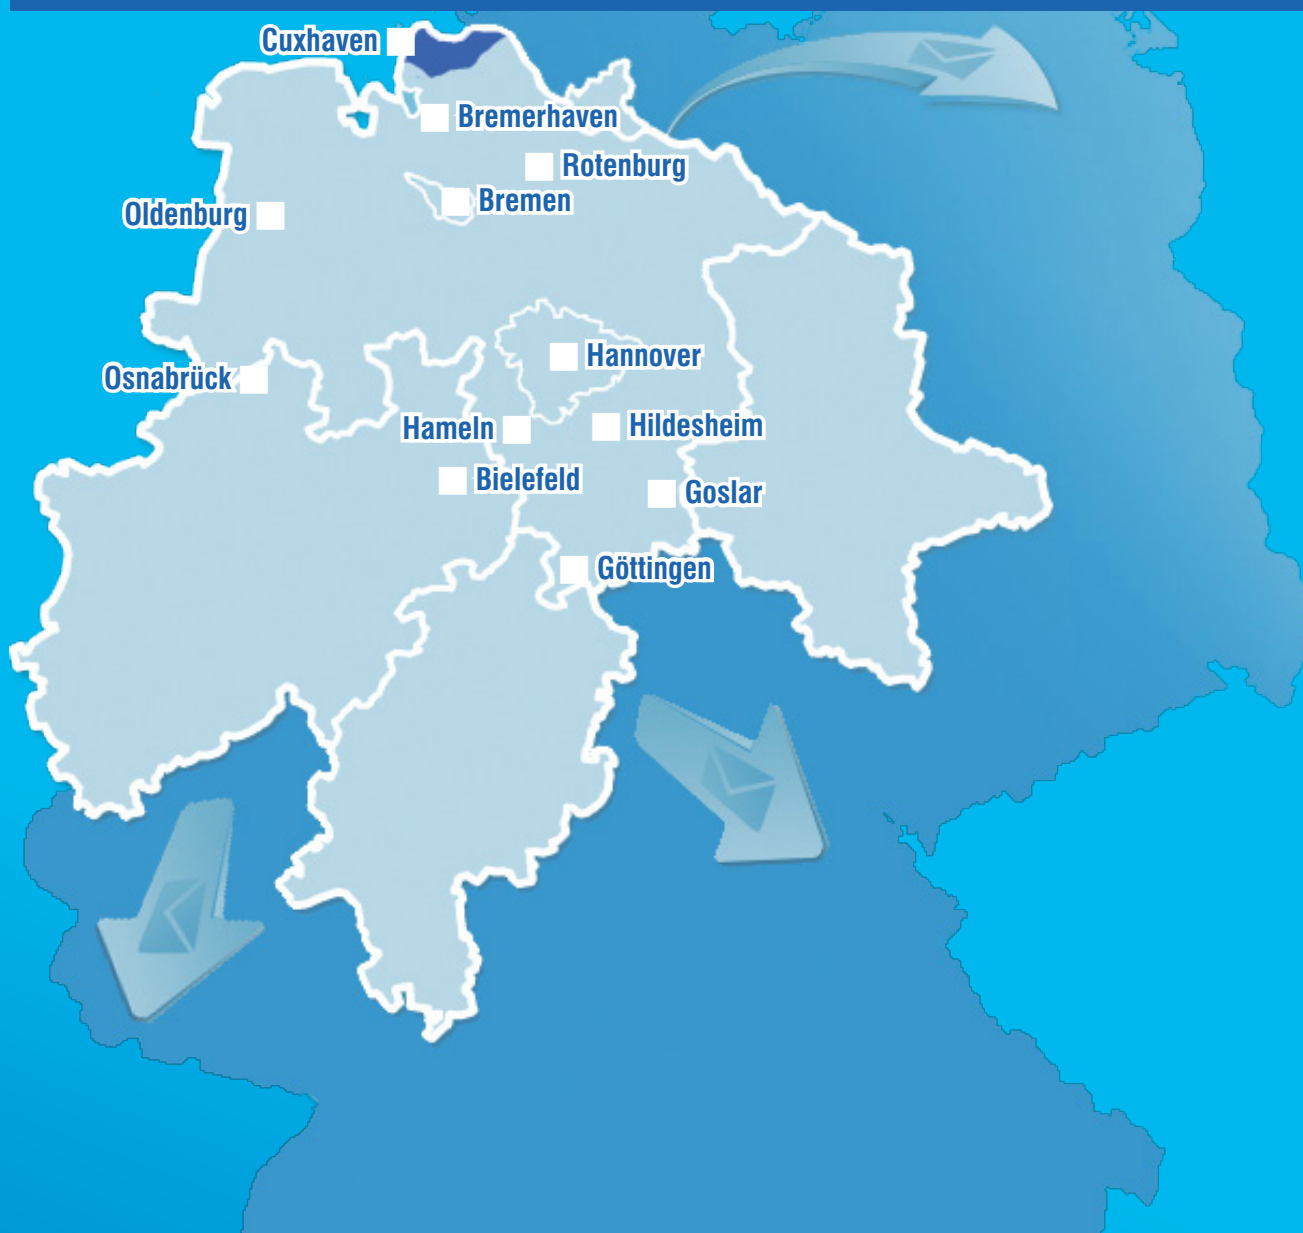 Cuxhaven
Bremerhaven
Rotenburg
Bremen
Oldenburg
Hannover
Osnabrück
Hameln
Hildesheim
Bielefeld
Goslar
Göttingen